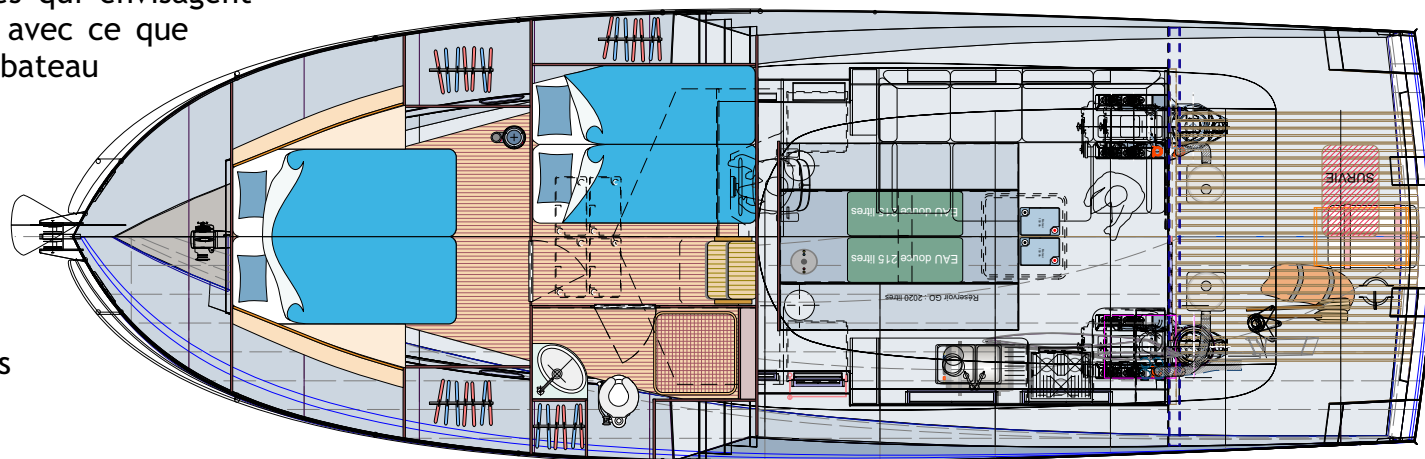 es qui envisagent
avec ce que
bateau
s
EAU douce 215 litres
EAU douce 215 litres
Réservoir GO : 2020 litres
SURVIE